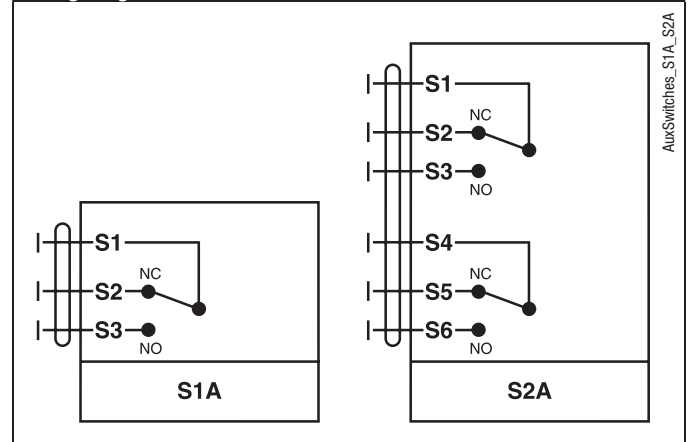 AuxSwitches_S1A_S2A
S1
NC
S2
S3
NO
S1A
S1
NC
S2
S3
NO
S4
NC
S5
S6
NO
S2A